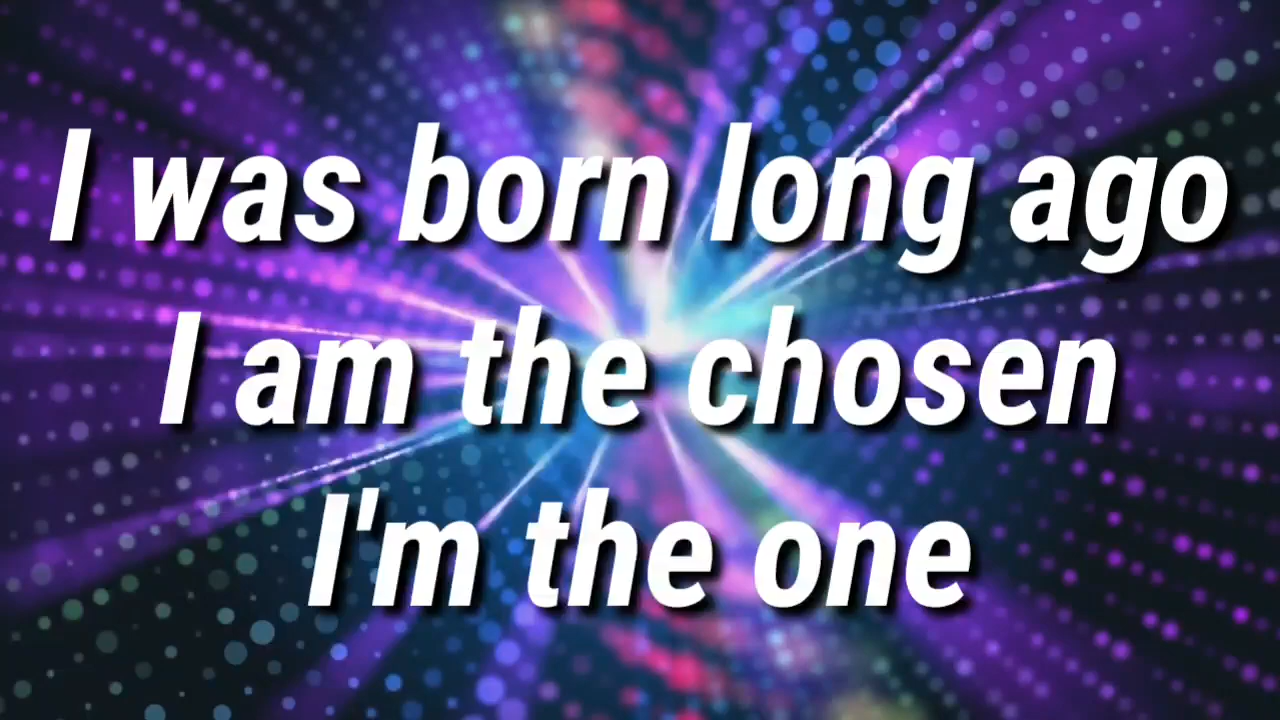 I was born long ago
I am the chosen
I'm the one